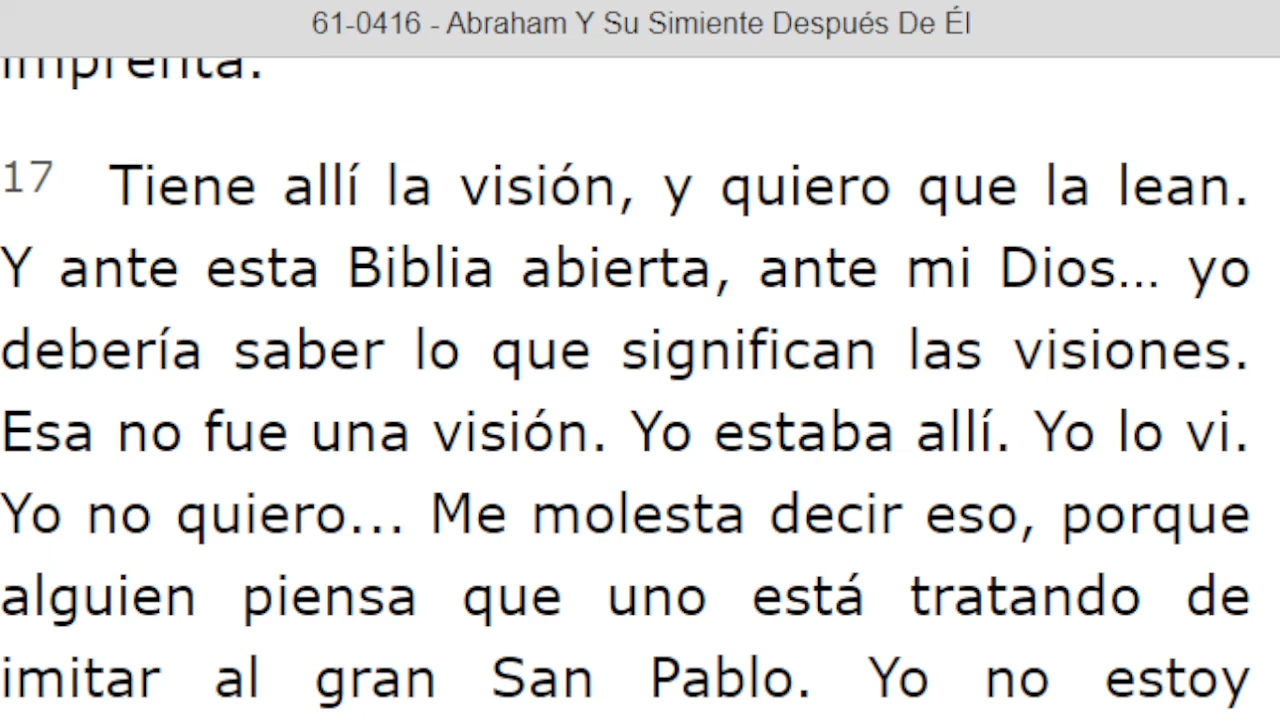 61-0416 - Abraham Y Su Simiente Después De Él
imprenta.
17 Tiene allí la visión, y quiero que la lean.
Y ante esta Biblia abierta, ante mi Dios... yo
debería saber lo que significan las visiones.
Esa no fue una visión. Yo estaba allí. Yo lo vi.
Yo no quiero... Me molesta decir eso, porque
alguien piensa que uno está tratando de
imitar al gran San Pablo. Yo no estoy